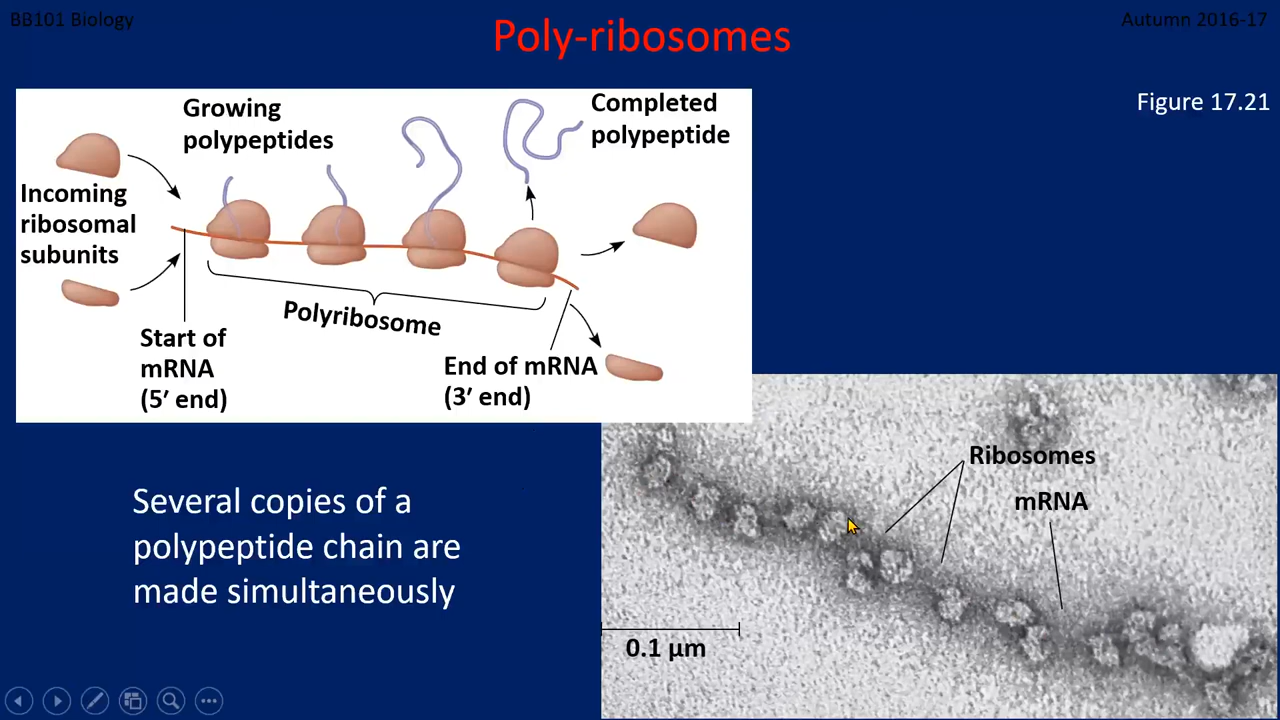 BB101 Biology
Autumn 2016-17
Poly-ribosomes
Figure 17.21
Growing
polypeptides
Completed
polypeptide
Incoming
ribosomal
subunits
Polyribosome
Start of
mRNA
(5′ end)
End of mRNA
(3′ end)
Several copies of a
polypeptide chain are
made simultaneously
Ribosomes
mRNA
0.1 µm